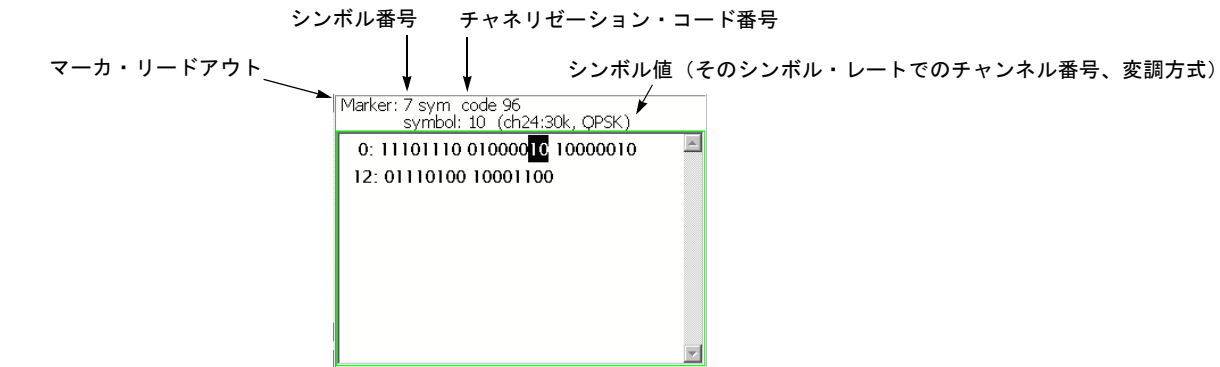 シンボル番号 チャネリゼーション・コード番号
マーカ・リードアウト シンボル値（そのシンボル・レートでのチャンネル番号、変調方式）
Marker: 7 sym code 96
symbol: 10 (ch24:30k, QPSK)
0: 11101110 01000010 10000010
12: 01110100 10001100